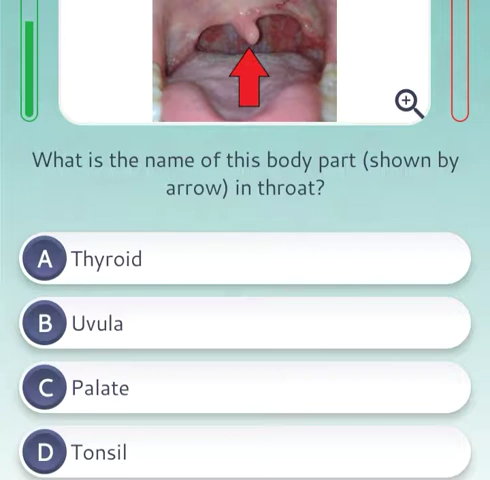 What is the name of this body part (shown by
arrow) in throat?
A Thyroid
B Uvula
C Palate
D Tonsil